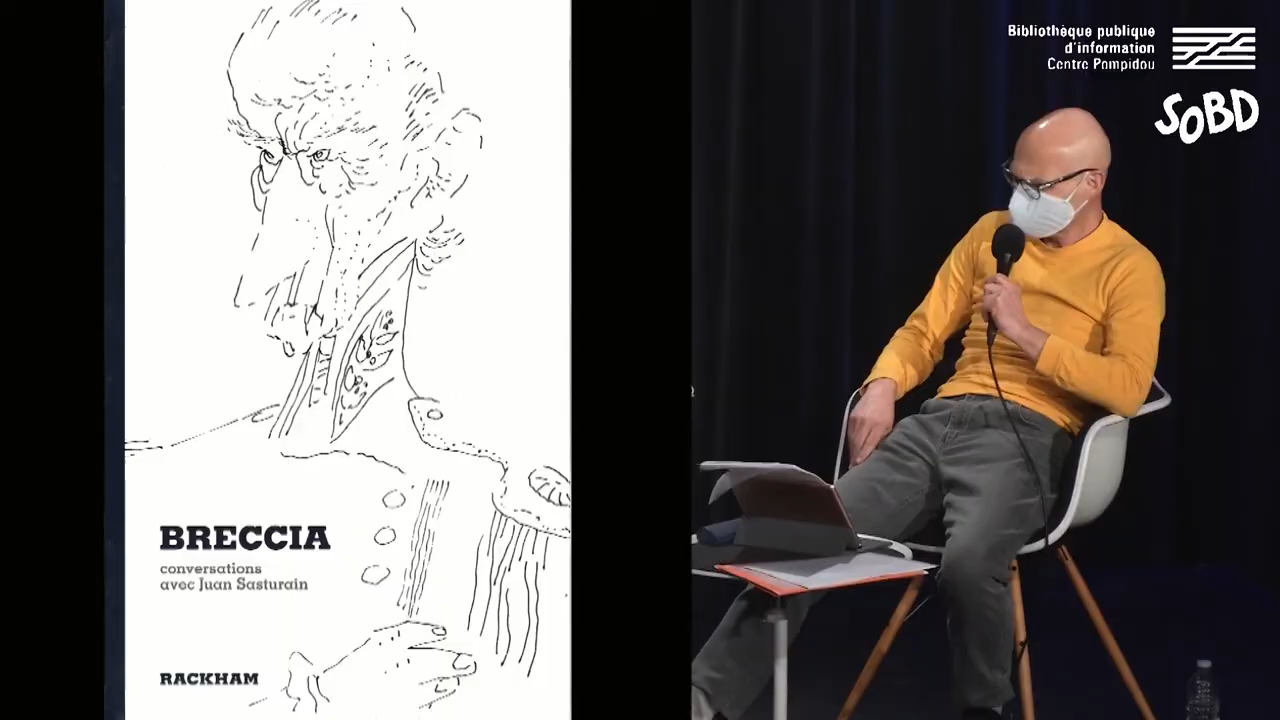 BRECCIA
conversations
avec Juan Sasturain
RACKHAM
Bibliothèque publique
d'information
Centre Pompidou
SOBD